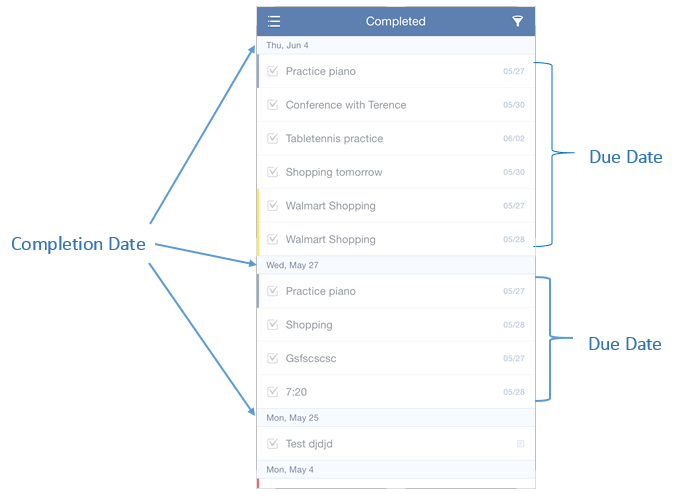 Completed
Thu, Jun 4
Practice piano 05/27
Conference with Terence 05/30
Tabletennis practice 06/02
Due Date
Shopping tomorrow 05/30
Walmart Shopping 05/27
Completion Date
Walmart Shopping 05/28
Wed, May 27
Practice piano 05/27
Shopping 05/28
Due Date
Gsfscscsc 05/27
7:20 05/28
Mon, May 25
Test djdjd
Mon, May 4